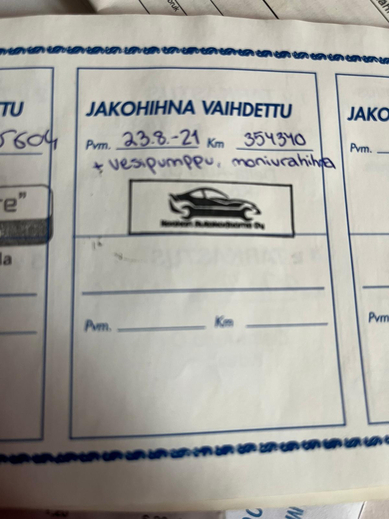 TU
JAKOHIHNA VAIHDETTU
JAKO
5604
Pvm. 23.8.-21 Km 354340
Pvm.
+ vesipumppu, moniurahihna
e"
la
Pvm. Km
Pvm